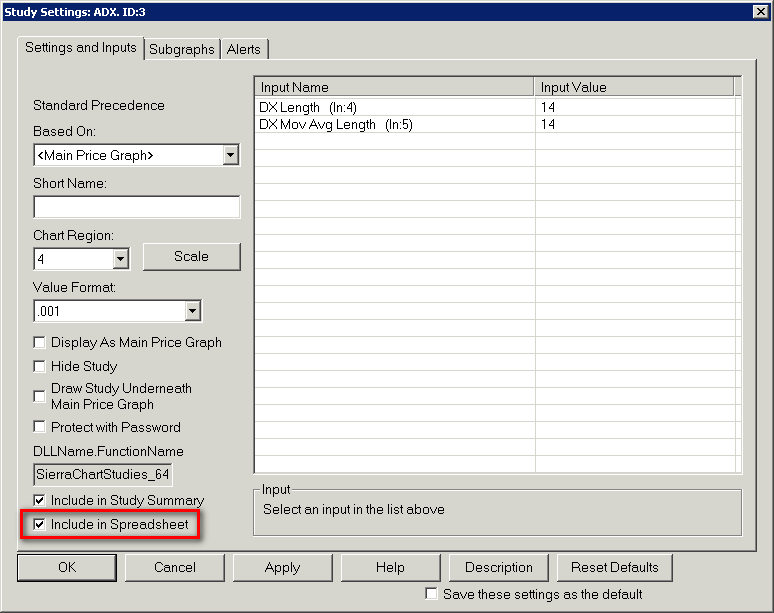 Study Settings: ADX. ID:3
Settings and Inputs
Subgraphs
Alerts
Standard Precedence
Based On:
<Main Price Graph>
Short Name:
Chart Region:
4
Scale
Value Format:
.001
Display As Main Price Graph
Hide Study
Draw Study Underneath
Main Price Graph
Protect with Password
DLLName.FunctionName
SierraChartStudies_64
Include in Study Summary
Include in Spreadsheet
Input Name Input Value
DX Length (In:4) 14
DX Mov Avg Length (In:5) 14
Input
Select an input in the list above
OK
Cancel
Apply
Help
Description
Reset Defaults
Save these settings as the default